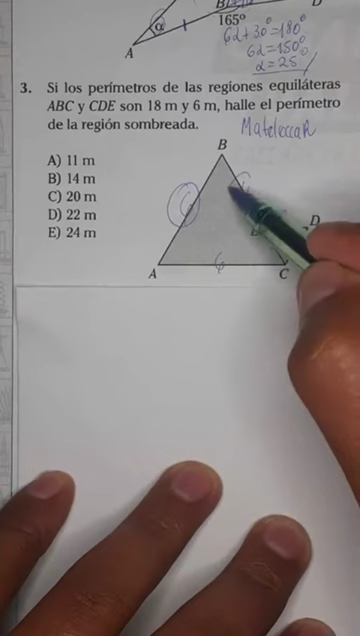 B
D
165°
α
A
6α+30°=180°
6α=150°
α=25°
3. Si los perímetros de las regiones equiláteras
ABC y CDE son 18 m y 6 m, halle el perímetro
de la región sombreada.
A) 11 m
B) 14 m
C) 20 m
D) 22 m
E) 24 m
B
6
D
6
A
C